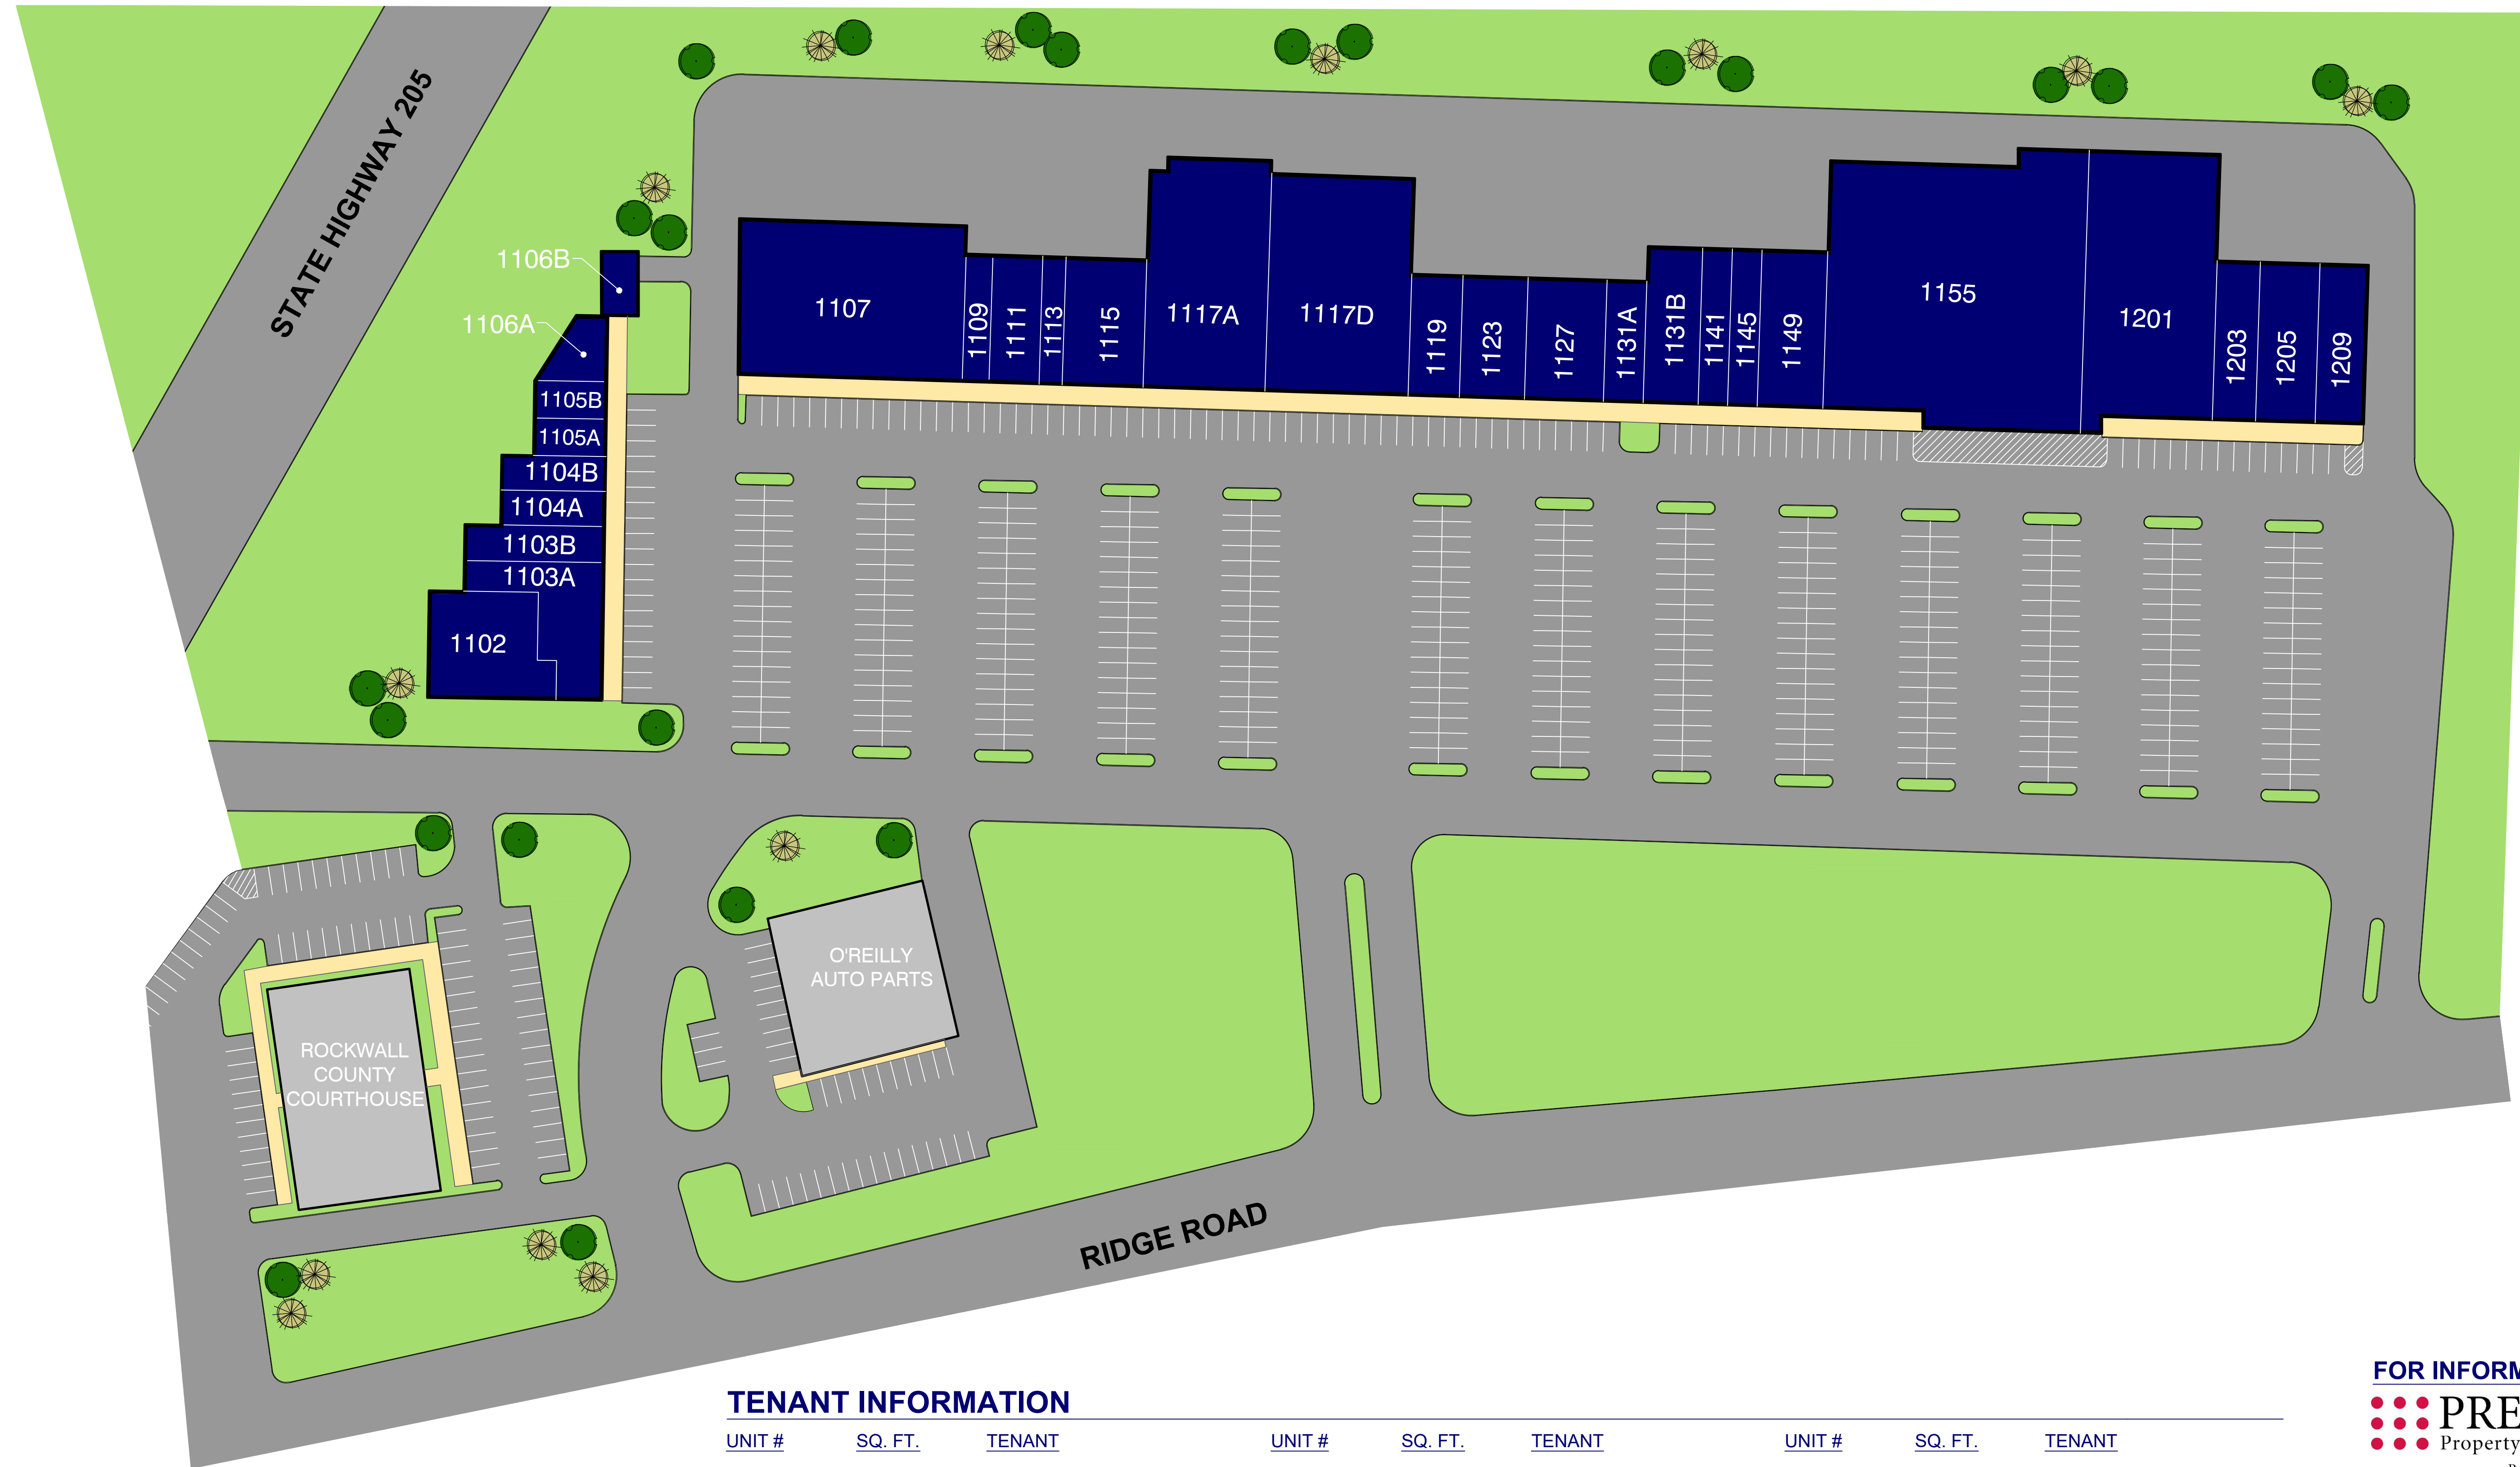 STATE HIGHWAY 205
1106B
1106A
1105B
1105A
1104B
1104A
1103B
1103A
1102
1107
1109
1111
1113
1115
1117A
1117D
1119
1123
1127
1131A
1131B
1141
1145
1149
1155
1201
1203
1205
1209
O'REILLY
AUTO PARTS
ROCKWALL
COUNTY
COURTHOUSE
RIDGE ROAD
TENANT INFORMATION
UNIT # SQ. FT. TENANT UNIT # SQ. FT. TENANT UNIT # SQ. FT. TENANT
FOR
Property